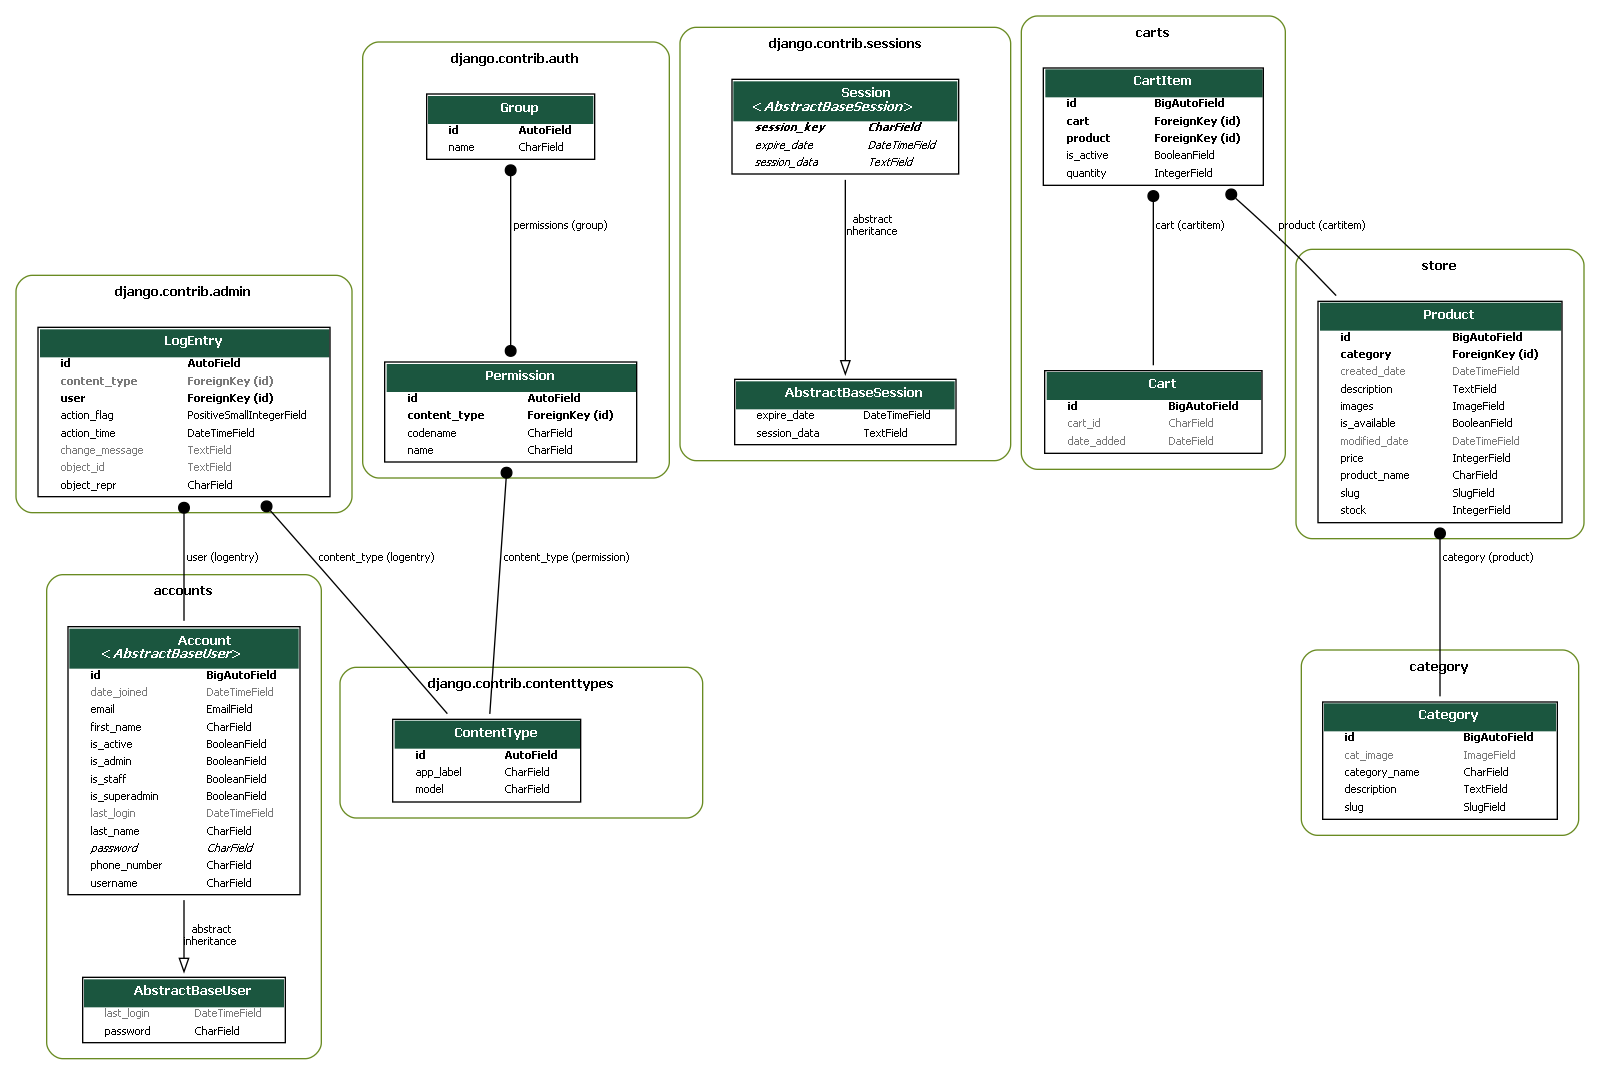 django.contrib.admin
LogEntry
id AutoField
content_type ForeignKey (id)
user ForeignKey (id)
action_flag PositiveSmallIntegerField
action_time DateTimeField
change_message TextField
object_id TextField
object_repr CharField
django.contrib.auth
Group
id AutoField
name CharField
permissions (group)
Permission
id AutoField
content_type ForeignKey (id)
codename CharField
name CharField
django.contrib.sessions
Session
<AbstractBaseSession>
session_key CharField
expire_date DateTimeField
session_data TextField
abstract
inheritance
AbstractBaseSession
expire_date DateTimeField
session_data TextField
carts
CartItem
id BigAutoField
cart ForeignKey (id)
product ForeignKey (id)
is_active BooleanField
quantity IntegerField
cart (cartitem)
product (cartitem)
Cart
id BigAutoField
cart_id CharField
date_added DateField
store
Product
id BigAutoField
category ForeignKey (id)
created_date DateTimeField
description TextField
images ImageField
is_available BooleanField
modified_date DateTimeField
price IntegerField
product_name CharField
slug SlugField
stock IntegerField
user (logentry)
content_type (logentry)
content_type (permission)
category (product)
accounts
Account
<AbstractBaseUser>
id BigAutoField
date_joined DateTimeField
email EmailField
first_name CharField
is_active BooleanField
is_admin BooleanField
is_staff BooleanField
is_superadmin BooleanField
last_login DateTimeField
last_name CharField
password CharField
phone_number CharField
username CharField
abstract
inheritance
AbstractBaseUser
last_login DateTimeField
password CharField
django.contrib.contenttypes
ContentType
id AutoField
app_label CharField
model CharField
category
Category
id BigAutoField
cat_image ImageField
category_name CharField
description TextField
slug SlugField